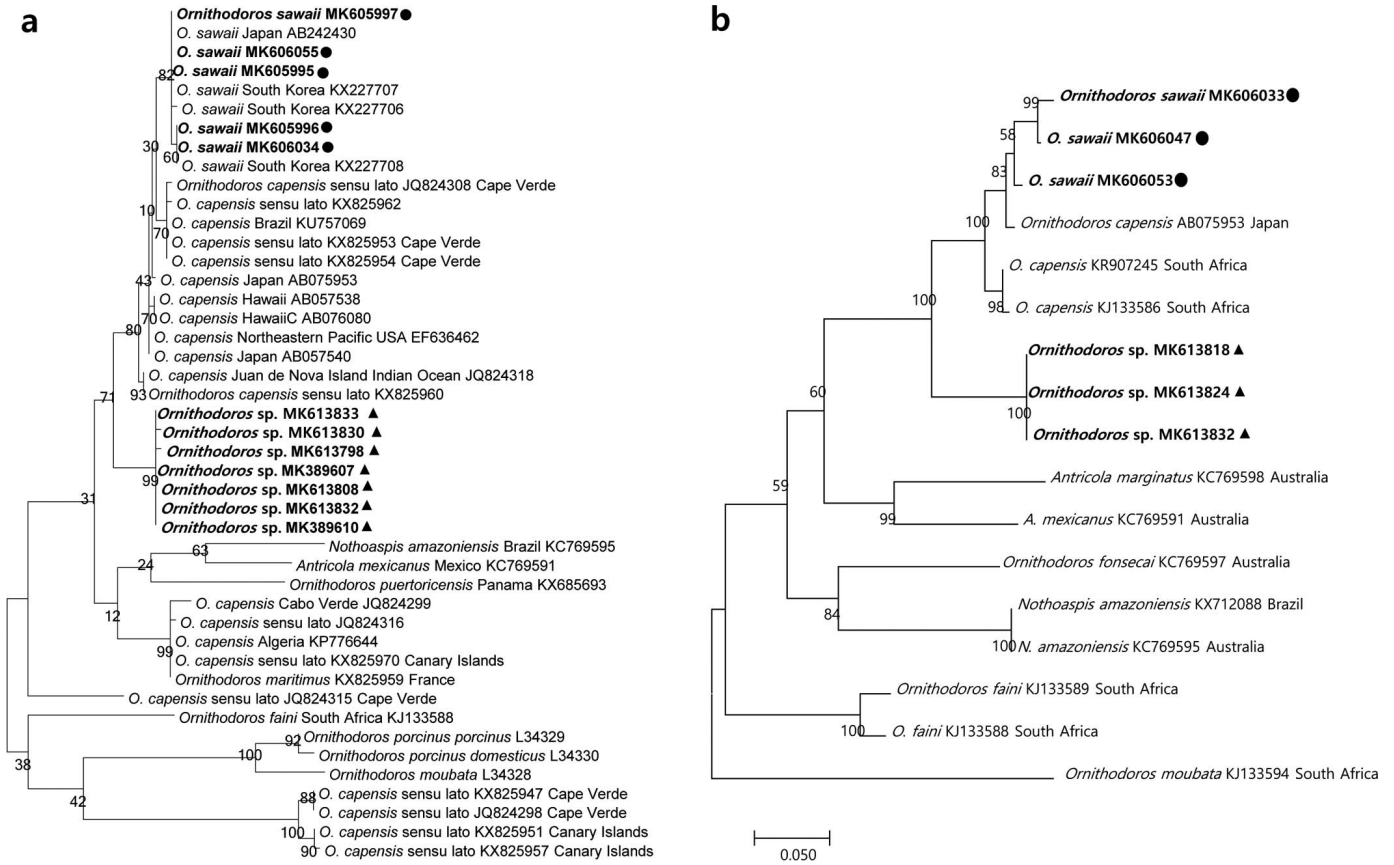 a
Ornithodoros sawaii MK605997
O. sawaii Japan AB242430
O. sawaii MK606055
O. sawaii MK605995
82
O. sawaii South Korea KX227707
O. sawaii South Korea KX227706
O. sawaii MK605996
30
O. sawaii MK606034
60
O. sawaii South Korea KX227708
Ornithodoros capensis sensu lato JQ824308 Cape Verde
O. capensis sensu lato KX825962
10
O. capensis Brazil KU757069
70
O. capensis sensu lato KX825953 Cape Verde
O. capensis sensu lato KX825954 Cape Verde
43
O. capensis Japan AB075953
O. capensis Hawaii AB057538
70
O. capensis HawaiiC AB076080
80
O. capensis Northeastern Pacific USA EF636462
O. capensis Japan AB057540
O. capensis Juan de Nova Island Indian Ocean JQ824318
71
93
Ornithodoros capensis sensu lato KX825960
Ornithodoros sp. MK613833
Ornithodoros sp. MK613830
Ornithodoros sp. MK613798
Ornithodoros sp. MK389607
99
Ornithodoros sp. MK613808
31
Ornithodoros sp. MK613832
Ornithodoros sp. MK389610
63
Nothoaspis amazoniensis Brazil KC769595
24
Antricola mexicanus Mexico KC769591
Ornithodoros puertoricensis Panama KX685693
O. capensis Cabo Verde JQ824299
12
O. capensis sensu lato JQ824316
O. capensis Algeria KP776644
99
O. capensis sensu lato KX825970 Canary Islands
Ornithodoros maritimus KX825959 France
O. capensis sensu lato JQ824315 Cape Verde
Ornithodoros faini South Africa KJ133588
92
Ornithodoros porcinus porcinus L34329
100
Ornithodoros porcinus domesticus L34330
38
Ornithodoros moubata L34328
42
88
O. capensis sensu lato KX825947 Cape Verde
O. capensis sensu lato JQ824298 Cape Verde
100
O. capensis sensu lato KX825951 Canary Islands
90
O. capensis sensu lato KX825957 Canary Islands
b
99
Ornithodoros sawaii MK606033
58
O. sawaii MK606047
83
O. sawaii MK606053
100
Ornithodoros capensis AB075953 Japan
O. capensis KR907245 South Africa
100
98
O. capensis KJ133586 South Africa
Ornithodoros sp. MK613818
60
Ornithodoros sp. MK613824
100
Ornithodoros sp. MK613832
59
Antricola marginatus KC769598 Australia
99
A. mexicanus KC769591 Australia
Ornithodoros fonsecai KC769597 Australia
84
Nothoaspis amazoniensis KX712088 Brazil
100
N. amazoniensis KC769595 Australia
Ornithodoros faini KJ133589 South Africa
100
O. faini KJ133588 South Africa
Ornithodoros moubata KJ133594 South Africa
0.050